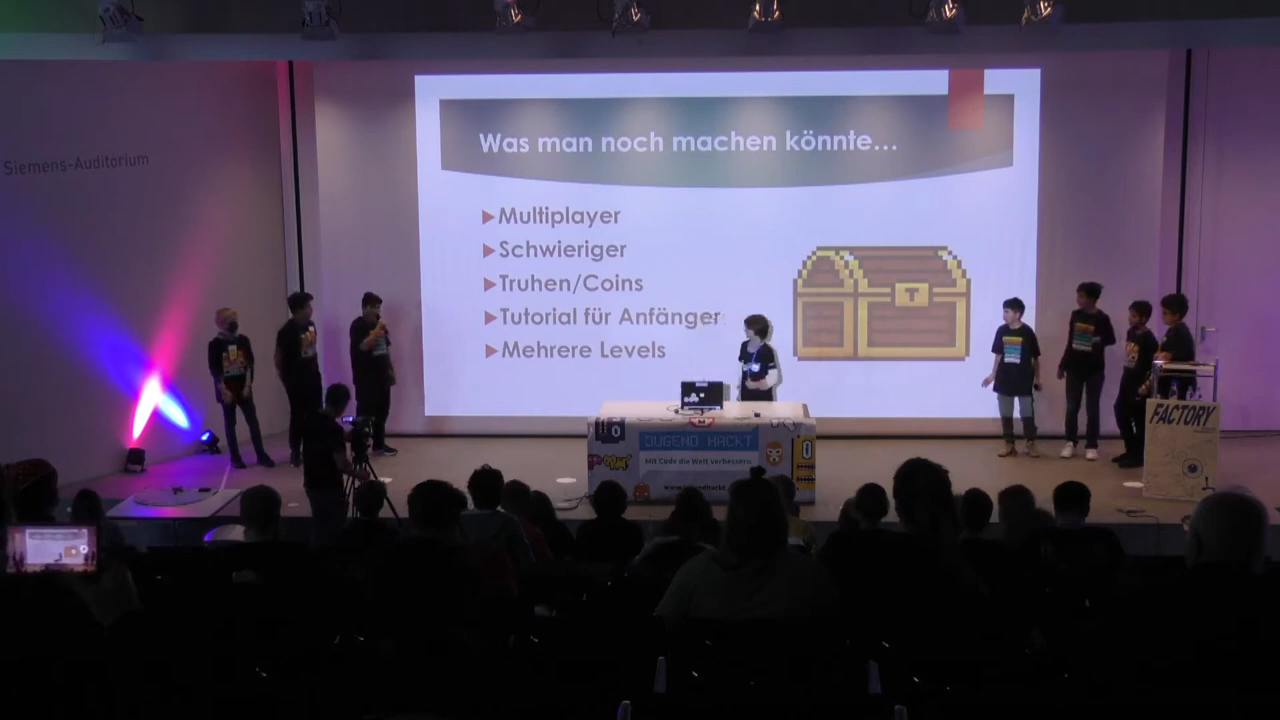 Siemens-Auditorium
Was man noch machen könnte...
Multiplayer
Schwieriger
Truhen/Coins
Tutorial für Anfänger
Mehrere Levels
T
FACTORY
JUGEND HACKT
Mit Code die Welt verbessern